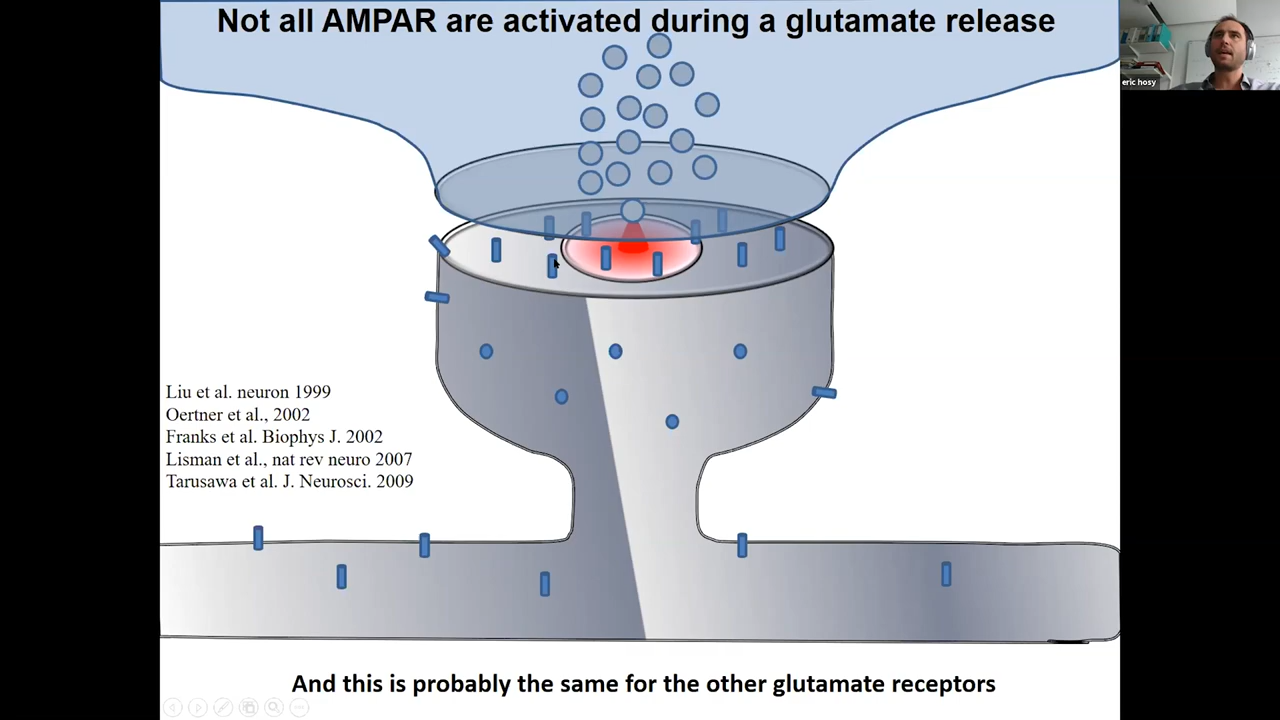 Not all AMPAR are activated during a glutamate release
eric hosy
Liu et al. neuron 1999
Oertner et al., 2002
Franks et al. Biophys J. 2002
Lisman et al., nat rev neuro 2007
Tarusawa et al. J. Neurosci. 2009
And this is probably the same for the other glutamate receptors